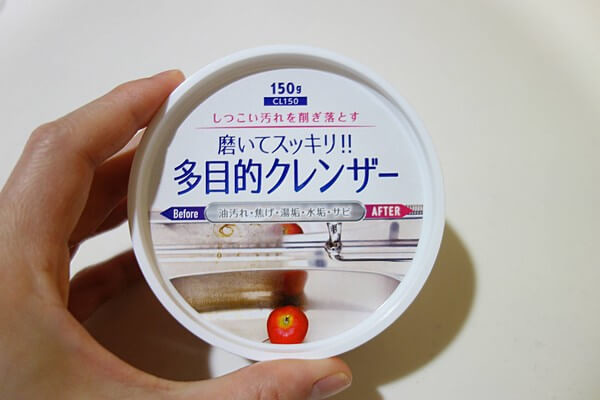 150g
CL150
しつこい汚れを削ぎ落とす
磨いてスッキリ!!
多目的クレンザー
Before 油汚れ・焦げ・湯垢・水垢・サビ AFTER